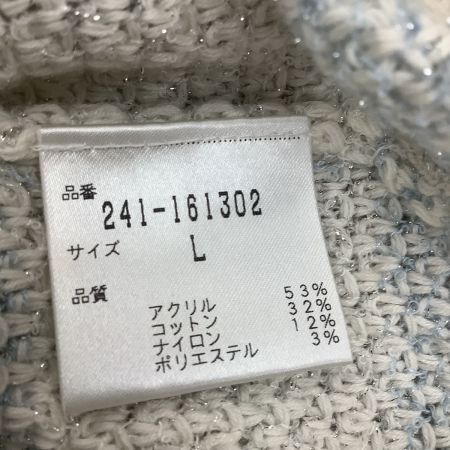 品番 241-161302
サイズ L
品質
アクリル 53%
コットン 32%
ナイロン 12%
ポリエステル 3%